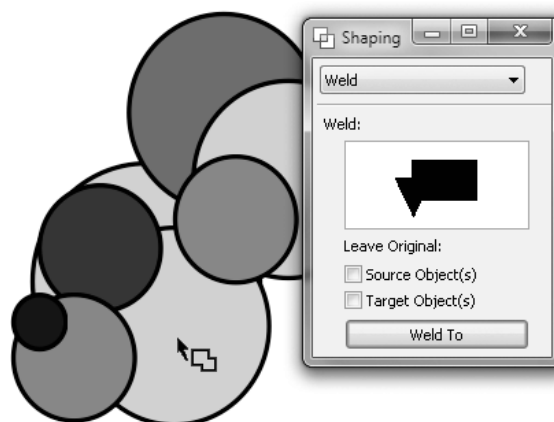 Shaping
Weld
Weld:
Leave Original:
Source Object(s)
Target Object(s)
Weld To